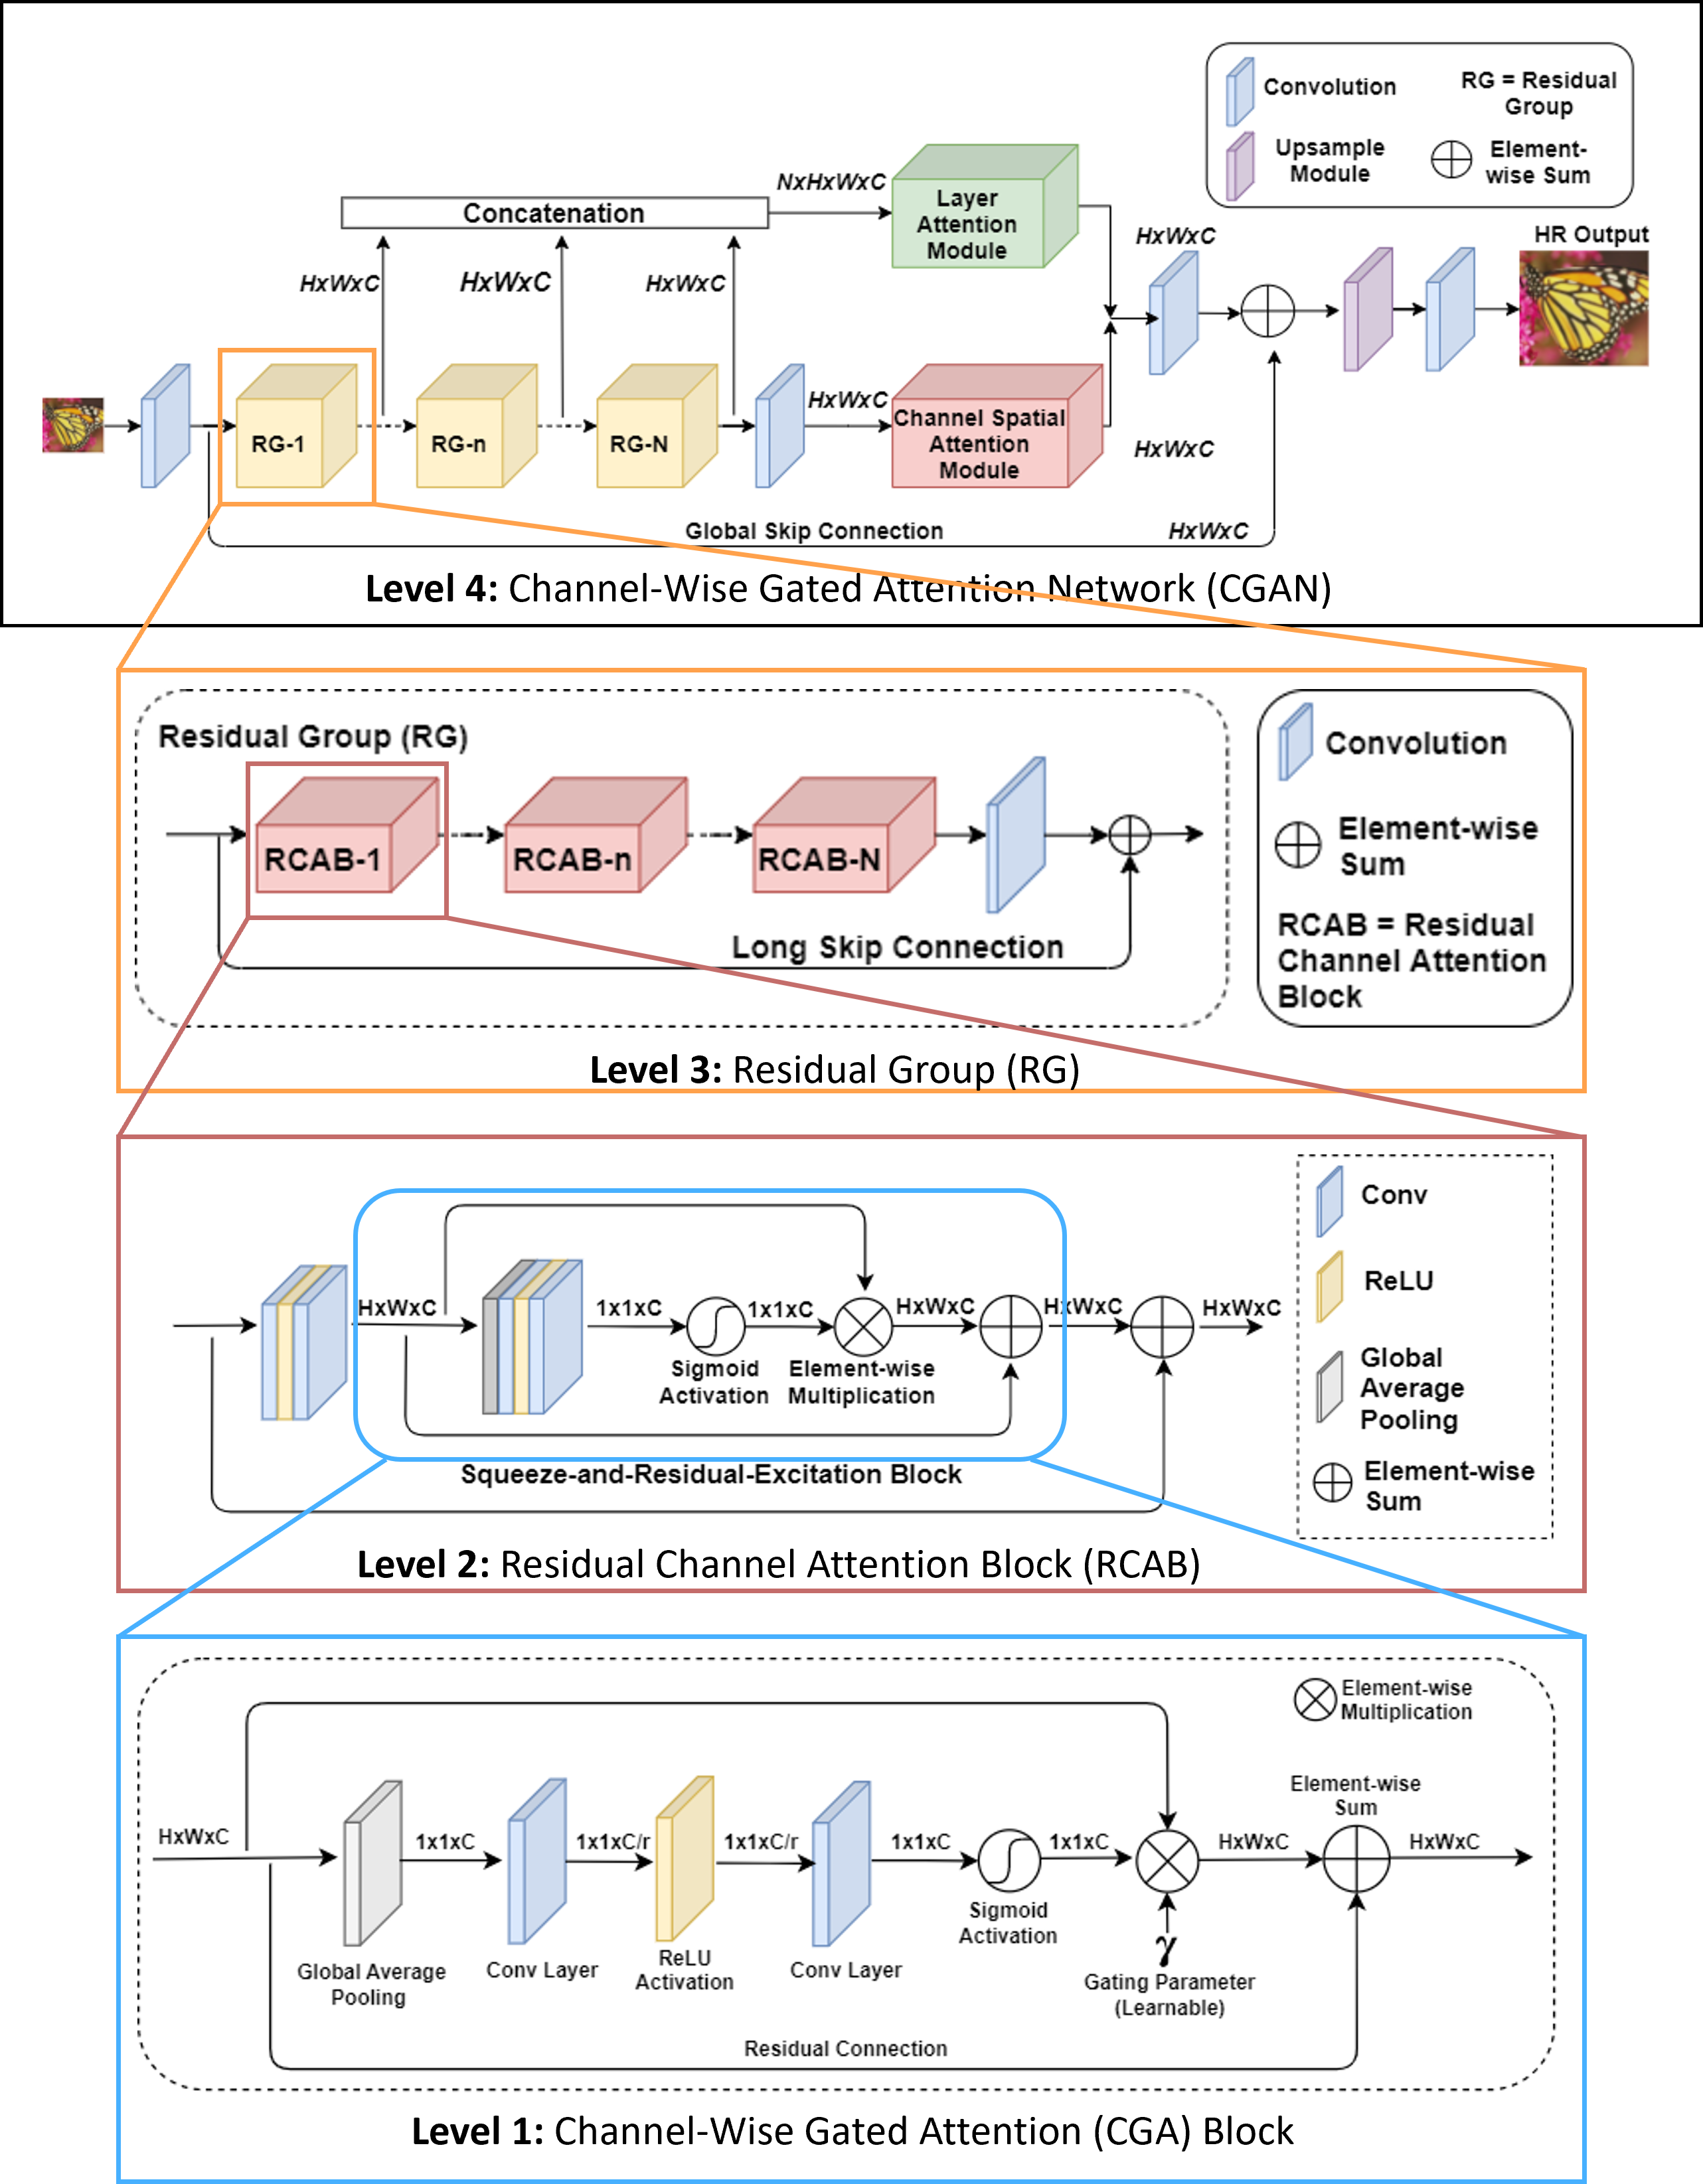 Convolution
RG = Residual
Group
Upsample
Module
Element-
wise Sum
NxHxWxC
Layer
Attention
Module
Concatenation
HxWxC
HxWxC
HxWxC
HxWxC
HR Output
RG-1
RG-n
RG-N
HxWxC
Channel Spatial
Attention
Module
HxWxC
Global Skip Connection
HxWxC
Level 4: Channel-Wise Gated Attention Network (CGAN)
Residual Group (RG)
RCAB-1
RCAB-n
RCAB-N
Long Skip Connection
Convolution
Element-wise
Sum
RCAB = Residual
Channel Attention
Block
Level 3: Residual Group (RG)
HxWxC
1x1xC
1x1xC
HxWxC
HxWxC
HxWxC
Sigmoid
Activation
Element-wise
Multiplication
Squeeze-and-Residual-Excitation Block
Conv
ReLU
Global
Average
Pooling
Element-wise
Sum
Level 2: Residual Channel Attention Block (RCAB)
Element-wise
Multiplication
Element-wise
Sum
HxWxC
1x1xC
1x1xC/r
1x1xC/r
1x1xC
1x1xC
HxWxC
HxWxC
Global Average
Pooling
Conv Layer
ReLU
Activation
Conv Layer
Sigmoid
Activation
γ
Gating Parameter
(Learnable)
Residual Connection
Level 1: Channel-Wise Gated Attention (CGA) Block